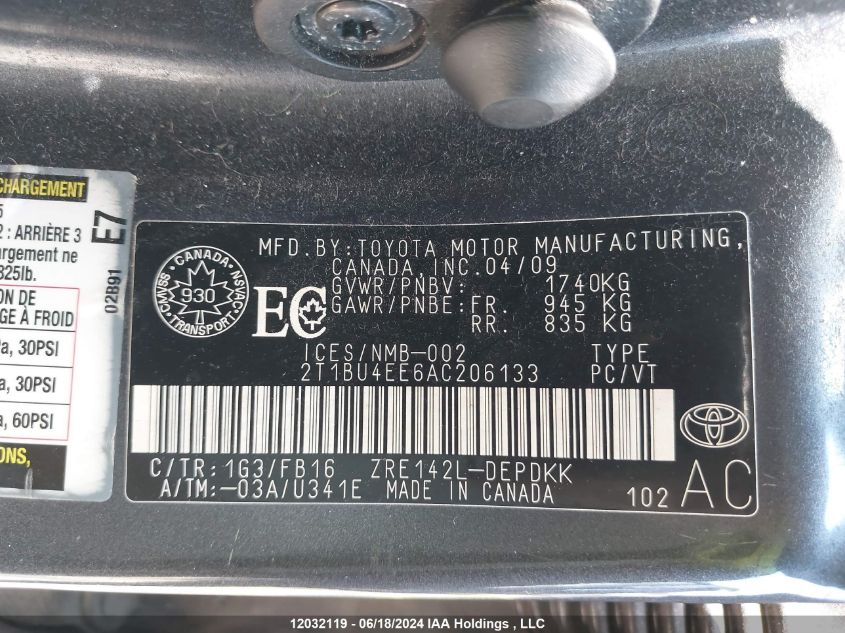 CHARGEMENT
5
2 : ARRIÈRE 3
chargement ne
825lb.
ON DE
GE À FROID
a, 30PSI
a, 30PSI
a, 60PSI
ONS,
E7
02B91
CANADA
CMVSS NSVAC
930
TRANSPORT
EC
MFD.BY:TOYOTA MOTOR MANUFACTURING,
CANADA,INC.04/09
GVWR/PNBV: 1740KG
GAWR/PNBE:FR. 945 KG
RR. 835 KG
ICES/NMB-002 TYPE
2T1BU4EE6AC206133 PC/VT
C/TR:1G3/FB16 ZRE142L-DEPDKK
A/TM:-03A/U341E MADE IN CANADA
102 AC
12032119 - 06/18/2024 IAA Holdings , LLC.